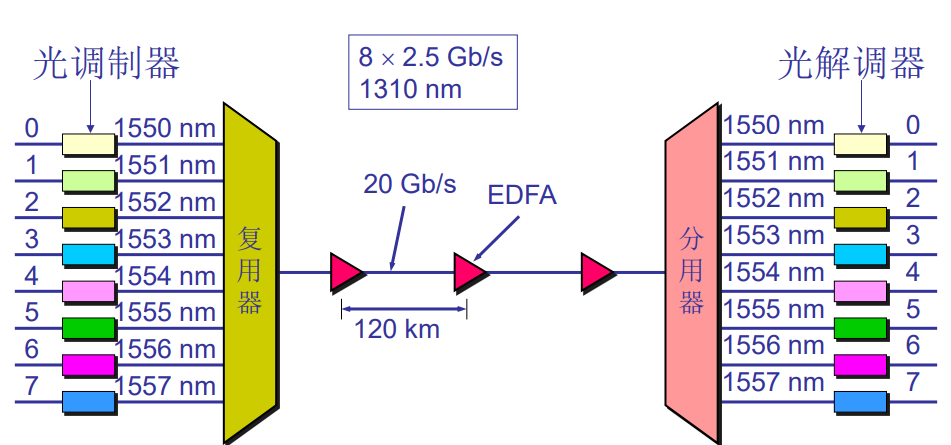 8 × 2.5 Gb/s
1310 nm
光调制器
光解调器
0 1550 nm
1 1551 nm
2 1552 nm
3 1553 nm
4 1554 nm
5 1555 nm
6 1556 nm
7 1557 nm
复用器
20 Gb/s
EDFA
120 km
分用器
1550 nm 0
1551 nm 1
1552 nm 2
1553 nm 3
1554 nm 4
1555 nm 5
1556 nm 6
1557 nm 7